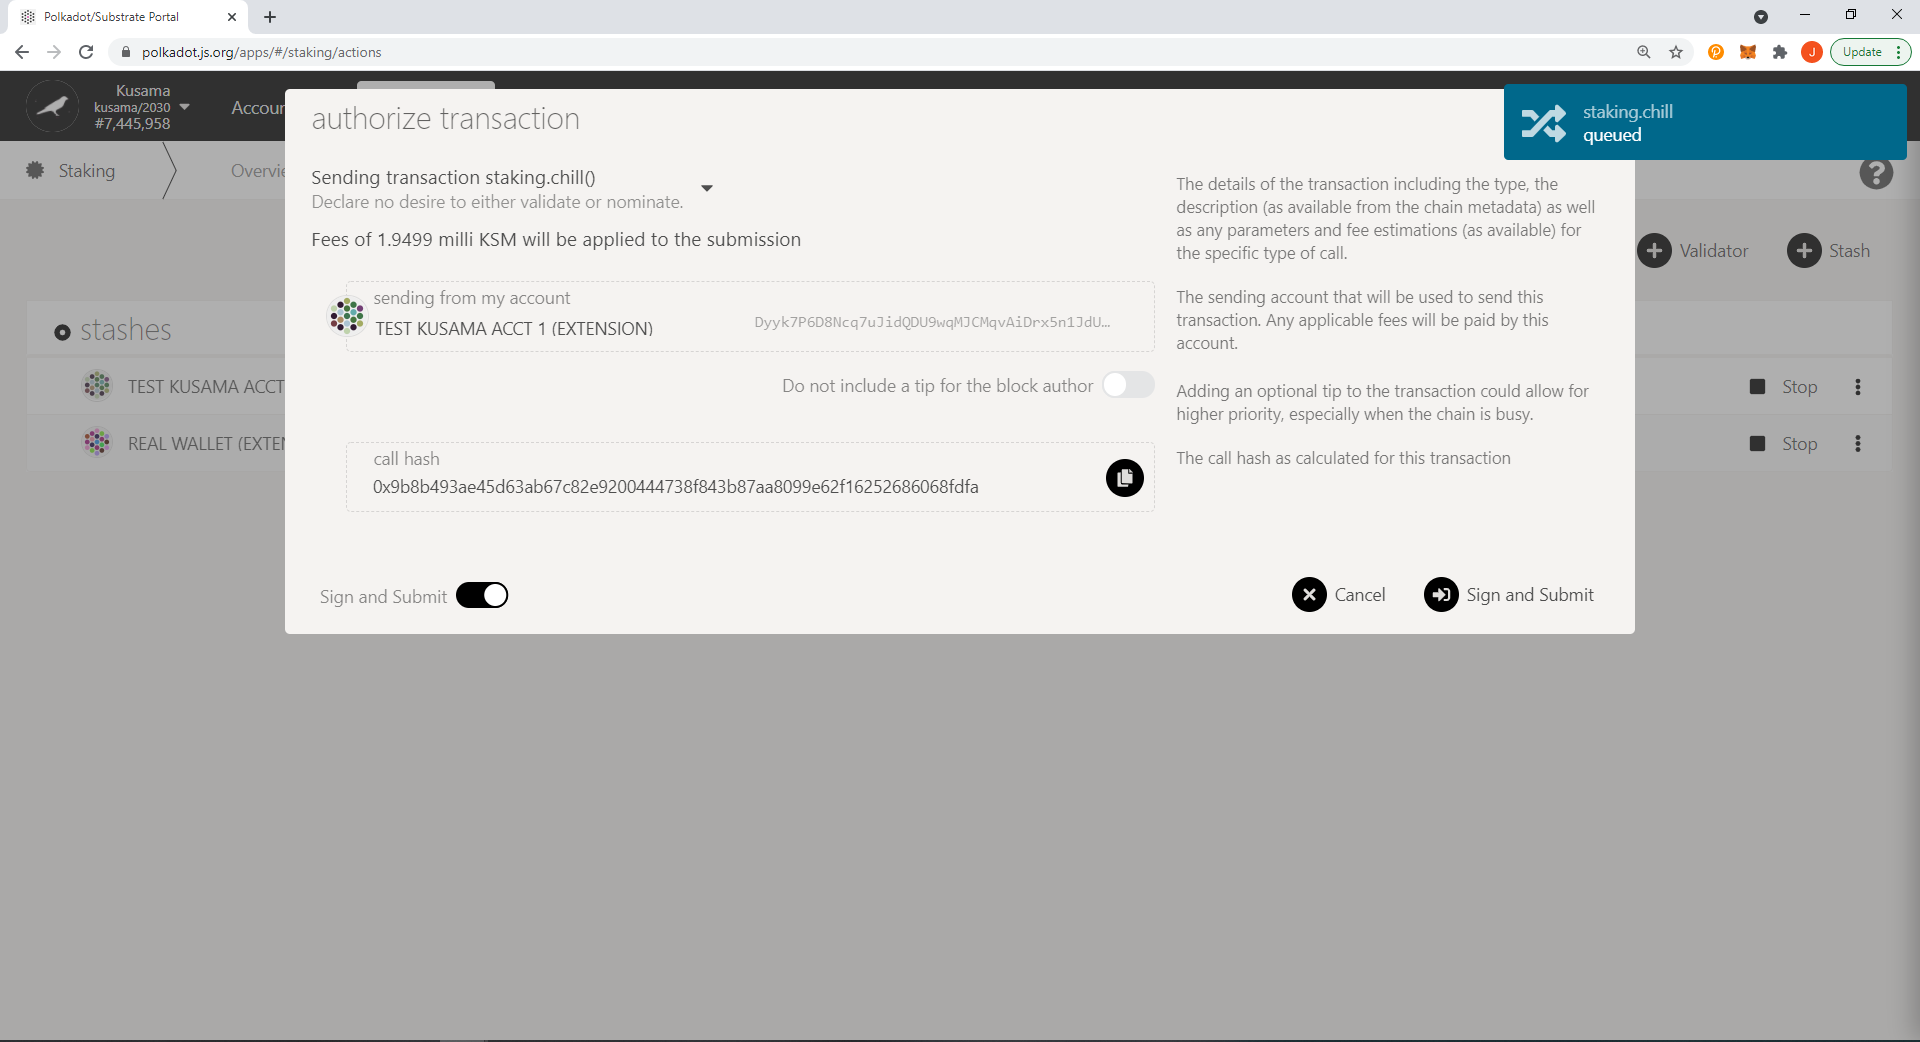 Polkadot/Substrate Portal
polkadot.js.org/apps/#/staking/actions
J
Update
Kusama
kusama/2030
#7,445,958
Accour
authorize transaction
staking.chill
queued
Staking
Overvie
Sending transaction staking.chill()
Declare no desire to either validate or nominate.
Fees of 1.9499 milli KSM will be applied to the submission
The details of the transaction including the type, the
description (as available from the chain metadata) as well
as any parameters and fee estimations (as available) for
the specific type of call.
Validator
Stash
sending from my account
TEST KUSAMA ACCT 1 (EXTENSION)
Dyyk7P6D8Ncq7uJidQDU9wqMJCMqvAiDrx5n1JdU…
The sending account that will be used to send this
transaction. Any applicable fees will be paid by this
account.
stashes
TEST KUSAMA ACCT
Stop
Do not include a tip for the block author
Adding an optional tip to the transaction could allow for
higher priority, especially when the chain is busy.
REAL WALLET (EXTEN
Stop
call hash
0x9b8b493ae45d63ab67c82e9200444738f843b87aa8099e62f16252686068fdfa
The call hash as calculated for this transaction
Sign and Submit
Cancel
Sign and Submit